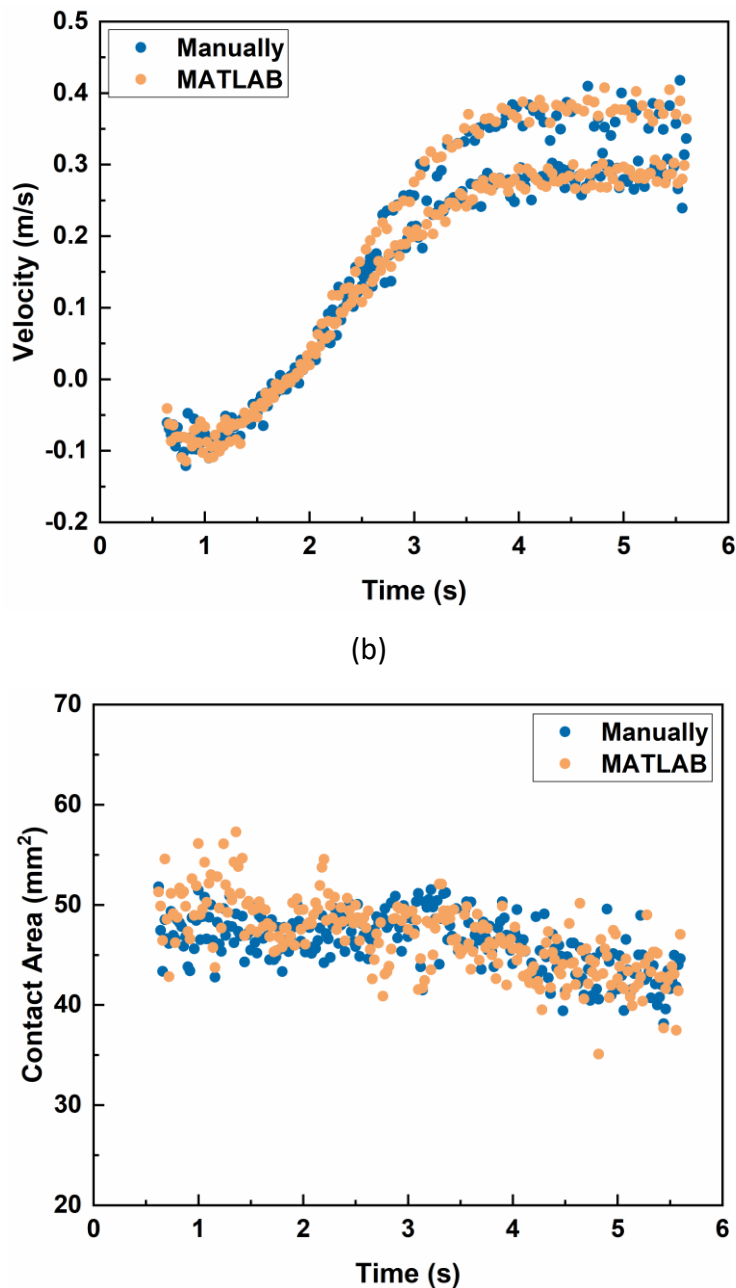 0.5
Manually
MATLAB
0.4
0.3
0.2
0.1
0.0
-0.1
-0.2
Velocity (m/s)
0 1 2 3 4 5 6
Time (s)
(b)
70
Manually
MATLAB
60
50
40
30
20
Contact Area (mm²)
0 1 2 3 4 5 6
Time (s)